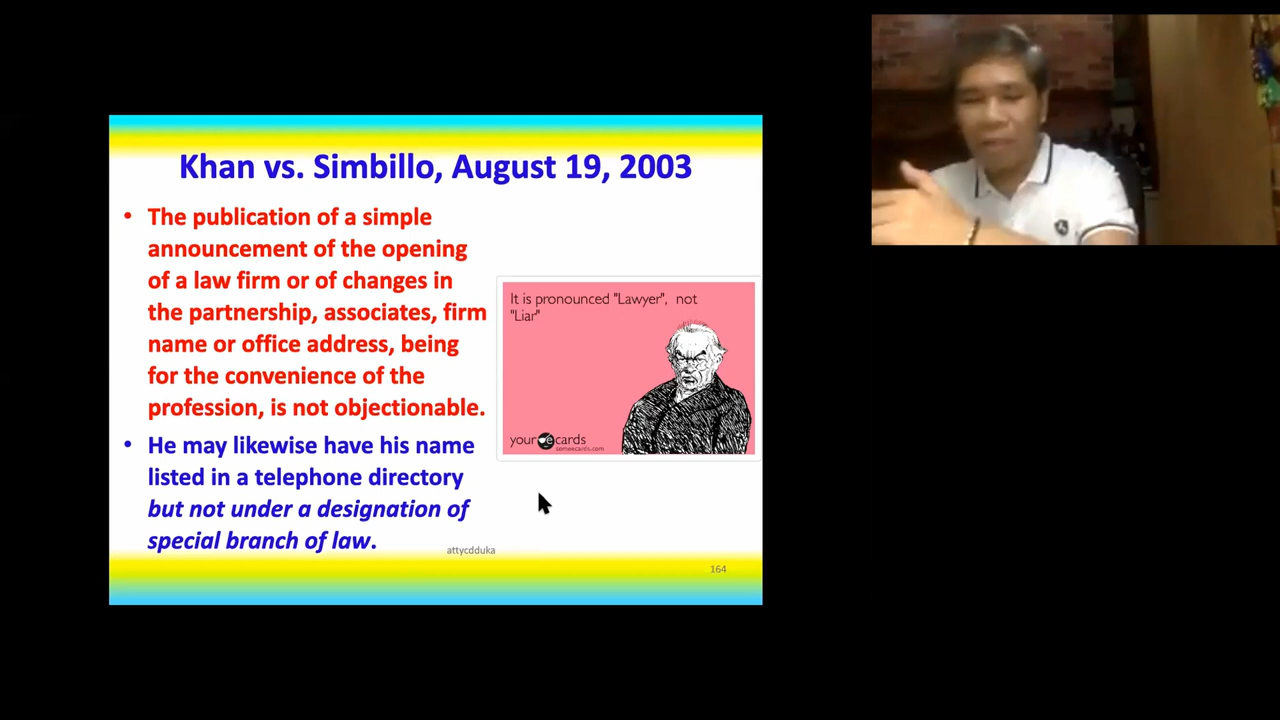 Khan vs. Simbillo, August 19, 2003
• The publication of a simple
announcement of the opening
of a law firm or of changes in
the partnership, associates, firm
name or office address, being
for the convenience of the
profession, is not objectionable.
• He may likewise have his name
listed in a telephone directory
but not under a designation of
special branch of law.
It is pronounced "Lawyer", not
"Liar"
your e cards
someecards.com
attycdduka
164